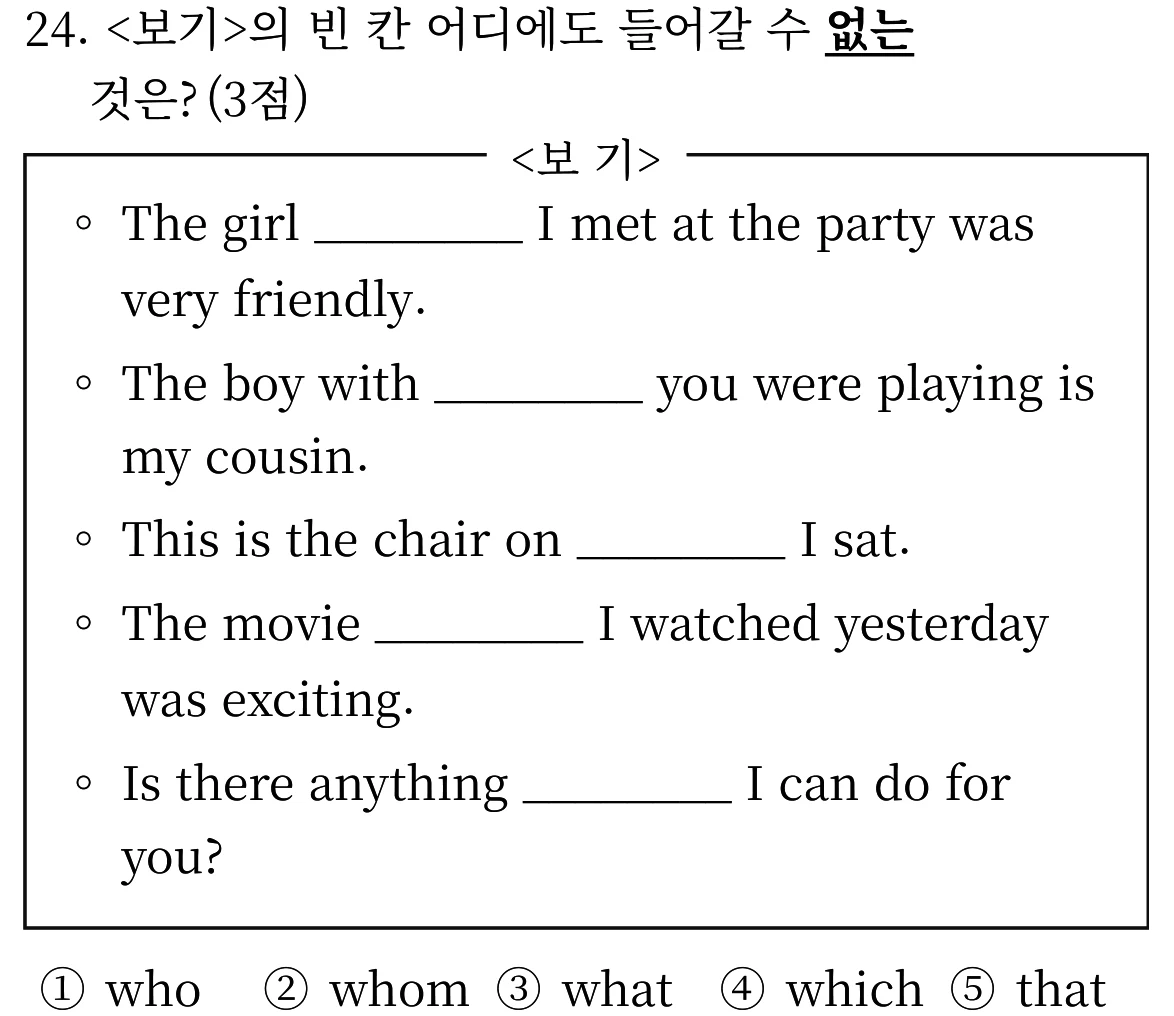 24. <보기>의 빈 칸 어디에도 들어갈 수 없는
것은?(3점)
<보 기>
◦ The girl ________ I met at the party was
very friendly.
◦ The boy with ________ you were playing is
my cousin.
◦ This is the chair on ________ I sat.
◦ The movie ________ I watched yesterday
was exciting.
◦ Is there anything ________ I can do for
you?
① who ② whom ③ what ④ which ⑤ that